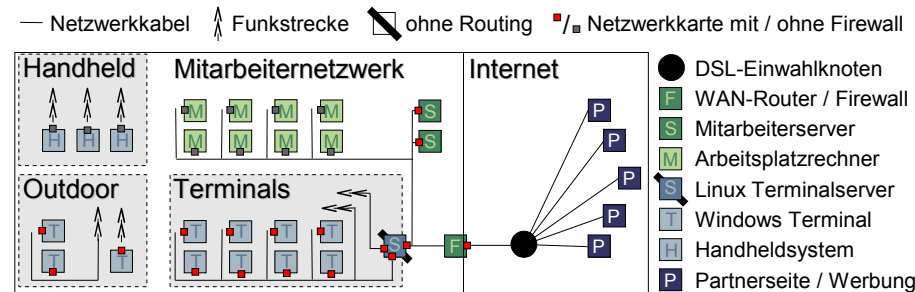 Netzwerkkabel Funkstrecke ohne Routing / Netzwerkkarte mit / ohne Firewall
Handheld Mitarbeiternetzwerk Internet
DSL-Einwahlknoten
F WAN-Router / Firewall
S Mitarbeiterserver
M Arbeitsplatzrechner
S Linux Terminalserver
T Windows Terminal
H Handheldsystem
P Partnerseite / Werbung
H H H
M M M M S
M M M M S
Outdoor Terminals
T T T T T
T T T T T T
S F
P
P
P
P
P